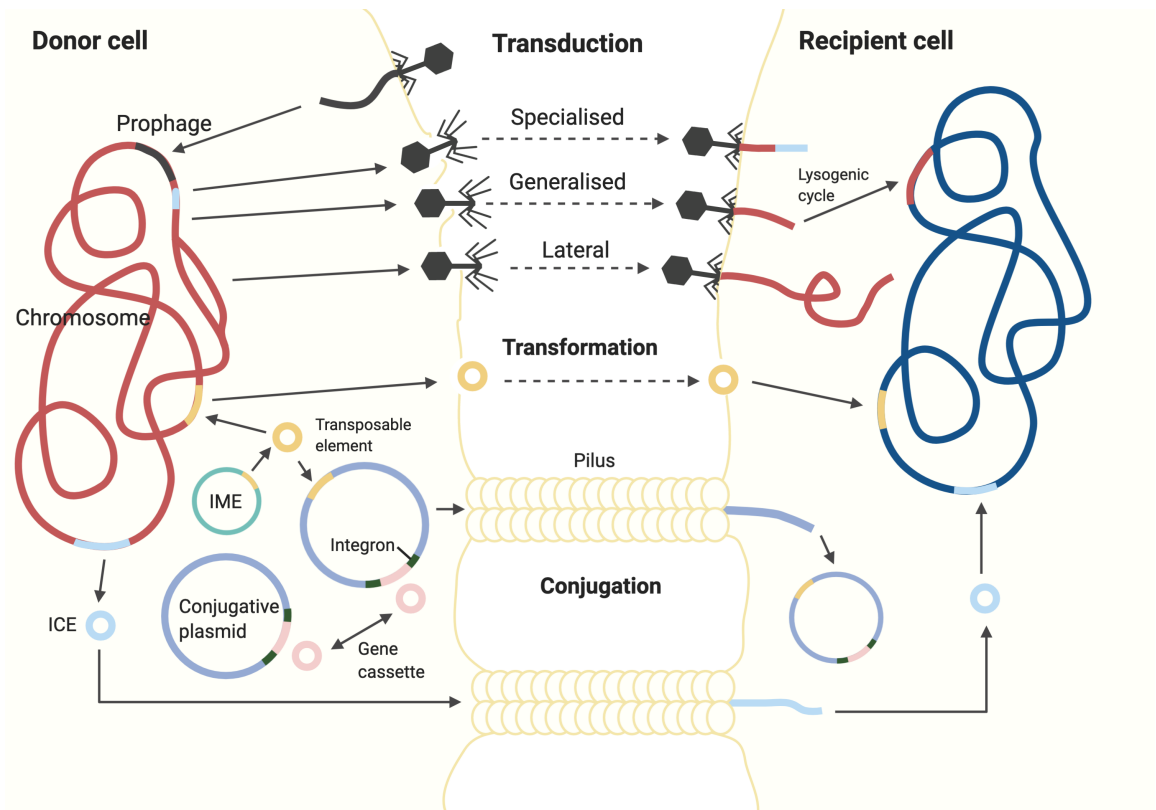 Donor cell
Transduction
Recipient cell
Prophage
Specialised
Generalised
Lysogenic
cycle
Lateral
Chromosome
Transformation
Transposable
element
Pilus
IME
Integron
Conjugation
Conjugative
plasmid
ICE
Gene
cassette